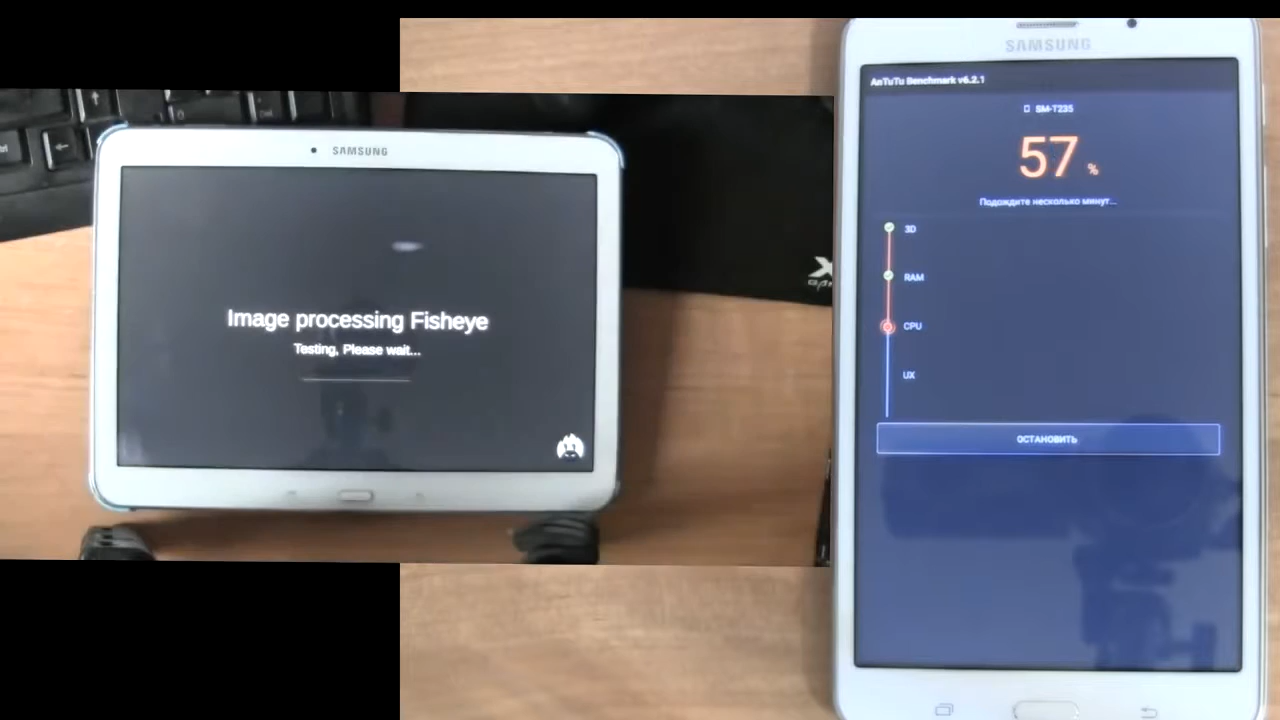 SAMSUNG
Image processing Fisheye
Testing, Please wait...
SAMSUNG
AnTuTu Benchmark v6.2.1
SM-T235
57 %
Подождите несколько минут...
3D
RAM
CPU
UX
ОСТАНОВИТЬ